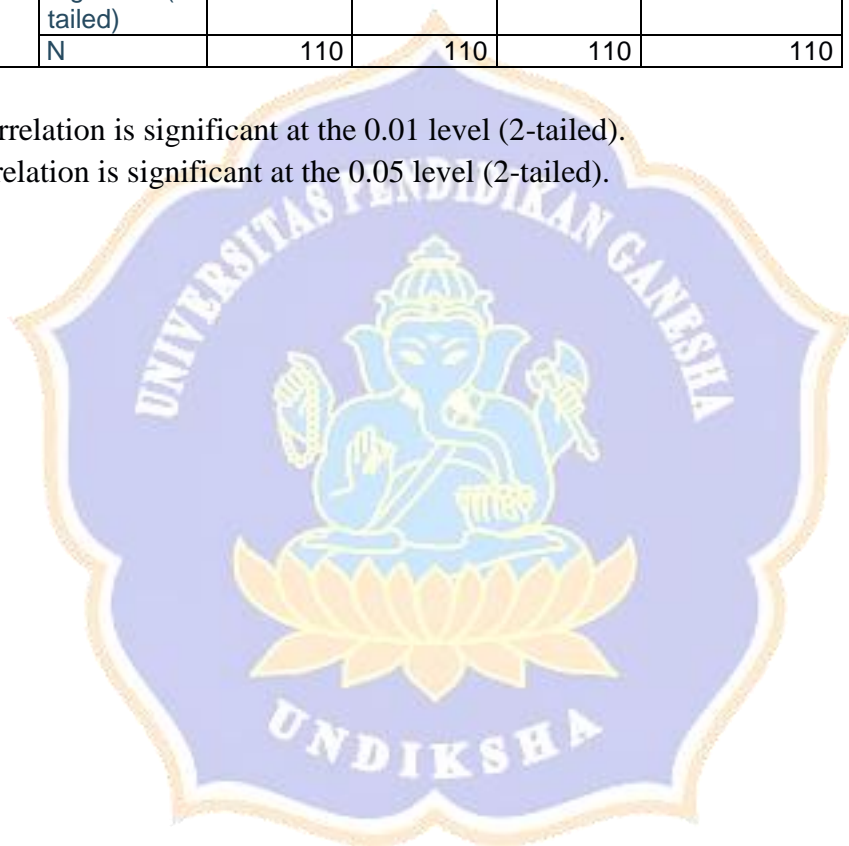 tailed)
N 110 110 110 110
rrelation is significant at the 0.01 level (2-tailed).
relation is significant at the 0.05 level (2-tailed).
UNIVERSITAS PENDIDIKAN GANESHA
UNDIKSHA